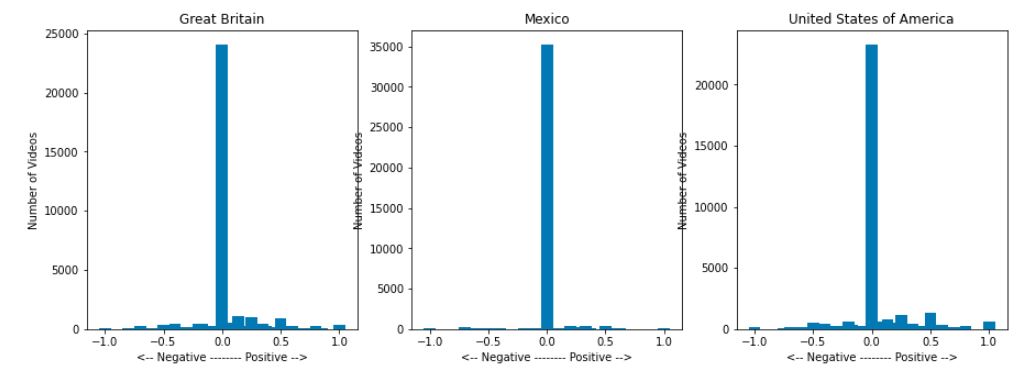 Great Britain
25000
20000
15000
10000
5000
0
Number of Videos
−1.0 −0.5 0.0 0.5 1.0
<-- Negative -------- Positive -->
Mexico
35000
30000
25000
20000
15000
10000
5000
0
Number of Videos
−1.0 −0.5 0.0 0.5 1.0
<-- Negative -------- Positive -->
United States of America
20000
15000
10000
5000
0
Number of Videos
−1.0 −0.5 0.0 0.5 1.0
<-- Negative -------- Positive -->